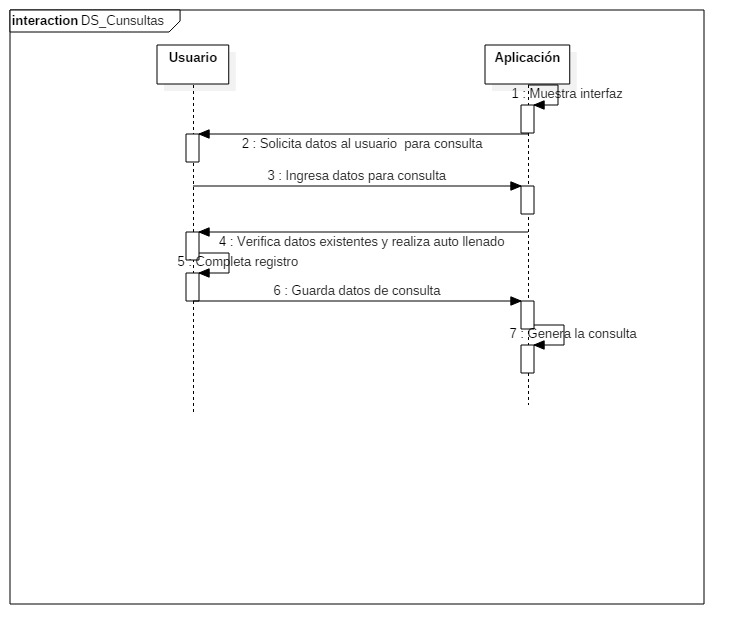 interaction DS_Cunsultas
Usuario
Aplicación
1 : Muestra interfaz
2 : Solicita datos al usuario  para consulta
3 : Ingresa datos para consulta
4 : Verifica datos existentes y realiza auto llenado
5 : Completa registro
6 : Guarda datos de consulta
7 : Genera la consulta